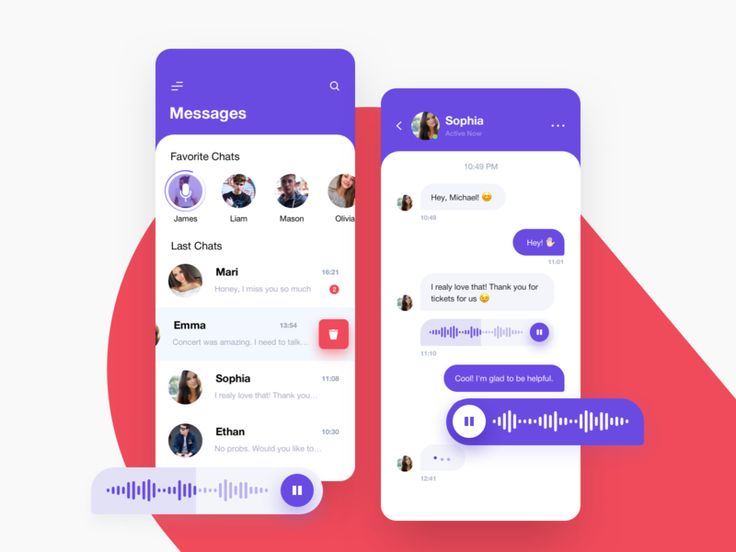 Messages
Favorite Chats
James
Liam
Mason
Olivia
Last Chats
Mari
16:21
Honey, I miss you so much
2
Emma
13:54
Concert was amazing. I need to talk...
Sophia
11:08
I realy love that! Thank you...
Ethan
10:30
No probs. Would you like to...
Sophia
Active Now
10:49 PM
Hey, Michael! 😊
10:49
Hey! 👋
11:01
I realy love that! Thank you for
tickets for us 😉
11:10
Cool! I'm glad to be helpful.
12:41